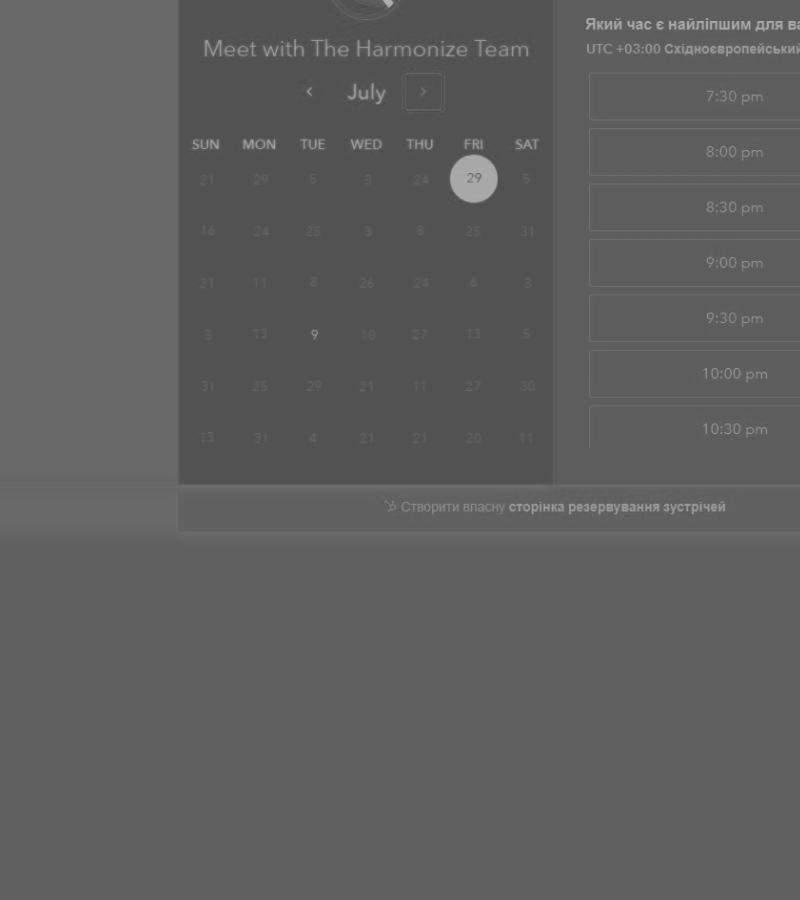 Meet with The Harmonize Team
July
SUN MON TUE WED THU FRI SAT
21 29 5 3 24 29 5
16 24 25 3 8 25 31
21 11 8 26 24 6 3
3 13 9 10 27 13 5
31 25 29 21 11 27 30
13 31 4 21 21 20 11
Який час є найліпшим для
UTC +03:00 Східноєвропейський
7:30 pm
8:00 pm
8:30 pm
9:00 pm
9:30 pm
10:00 pm
10:30 pm
Створити власну сторінка резервування зустрічей